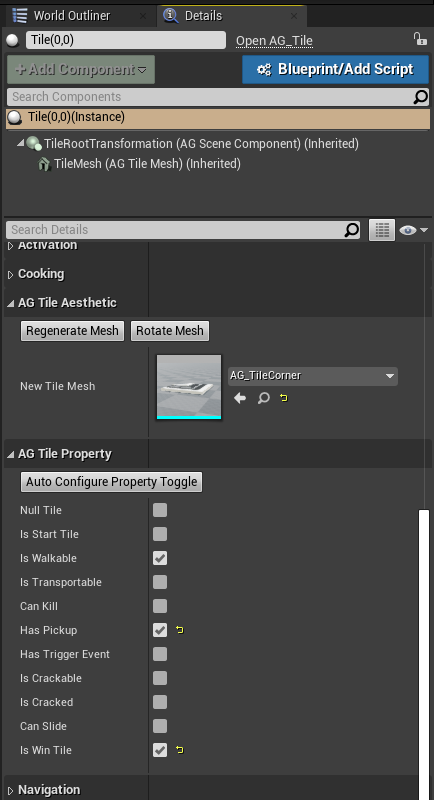 World Outliner
Details
Tile(0,0)
Open AG_Tile
+ Add Component
Blueprint/Add Script
Search Components
Tile(0,0)(Instance)
TileRootTransformation (AG Scene Component) (Inherited)
TileMesh (AG Tile Mesh) (Inherited)
Search Details
Activation
Cooking
AG Tile Aesthetic
Regenerate Mesh
Rotate Mesh
New Tile Mesh
AG_TileCorner
AG Tile Property
Auto Configure Property Toggle
Null Tile
Is Start Tile
Is Walkable
Is Transportable
Can Kill
Has Pickup
Has Trigger Event
Is Crackable
Is Cracked
Can Slide
Is Win Tile
Navigation